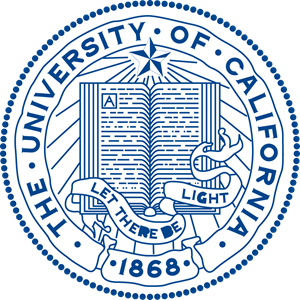 THE · UNIVERSITY · OF · CALIFORNIA
A
LET THERE BE LIGHT
· 1868 ·